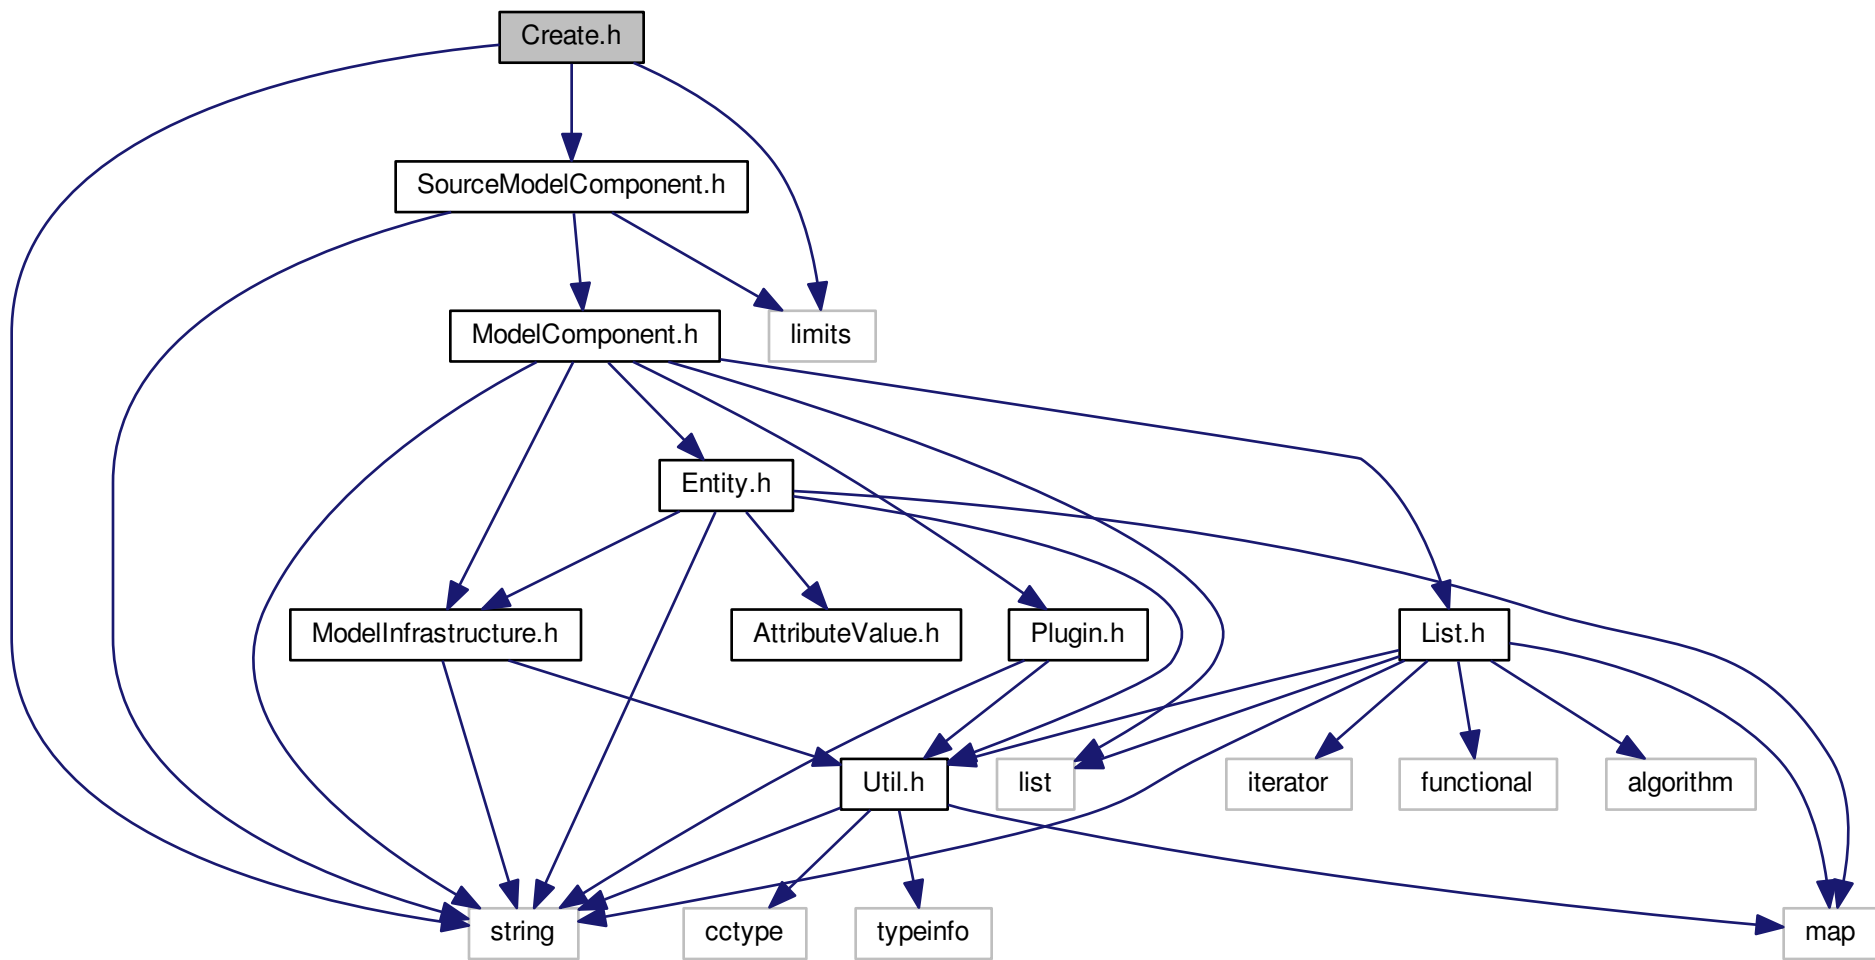 Create.h
SourceModelComponent.h
ModelComponent.h
limits
Entity.h
ModelInfrastructure.h
AttributeValue.h
Plugin.h
List.h
Util.h
list
iterator
functional
algorithm
string
cctype
typeinfo
map